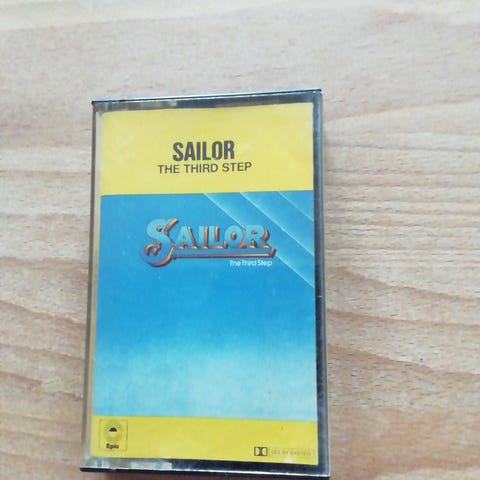 SAILOR
THE THIRD STEP
SAILOR
The Third Step
Epic